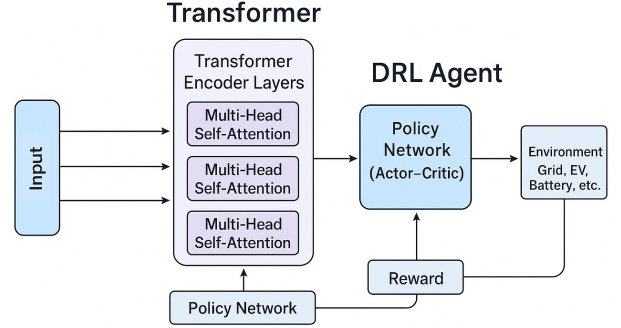 Transformer
Transformer
Encoder Layers
Multi-Head
Self-Attention
Multi-Head
Self-Attention
Multi-Head
Self-Attention
Input
DRL Agent
Policy
Network
(Actor–Critic)
Environment
Grid, EV,
Battery, etc.
Reward
Policy Network